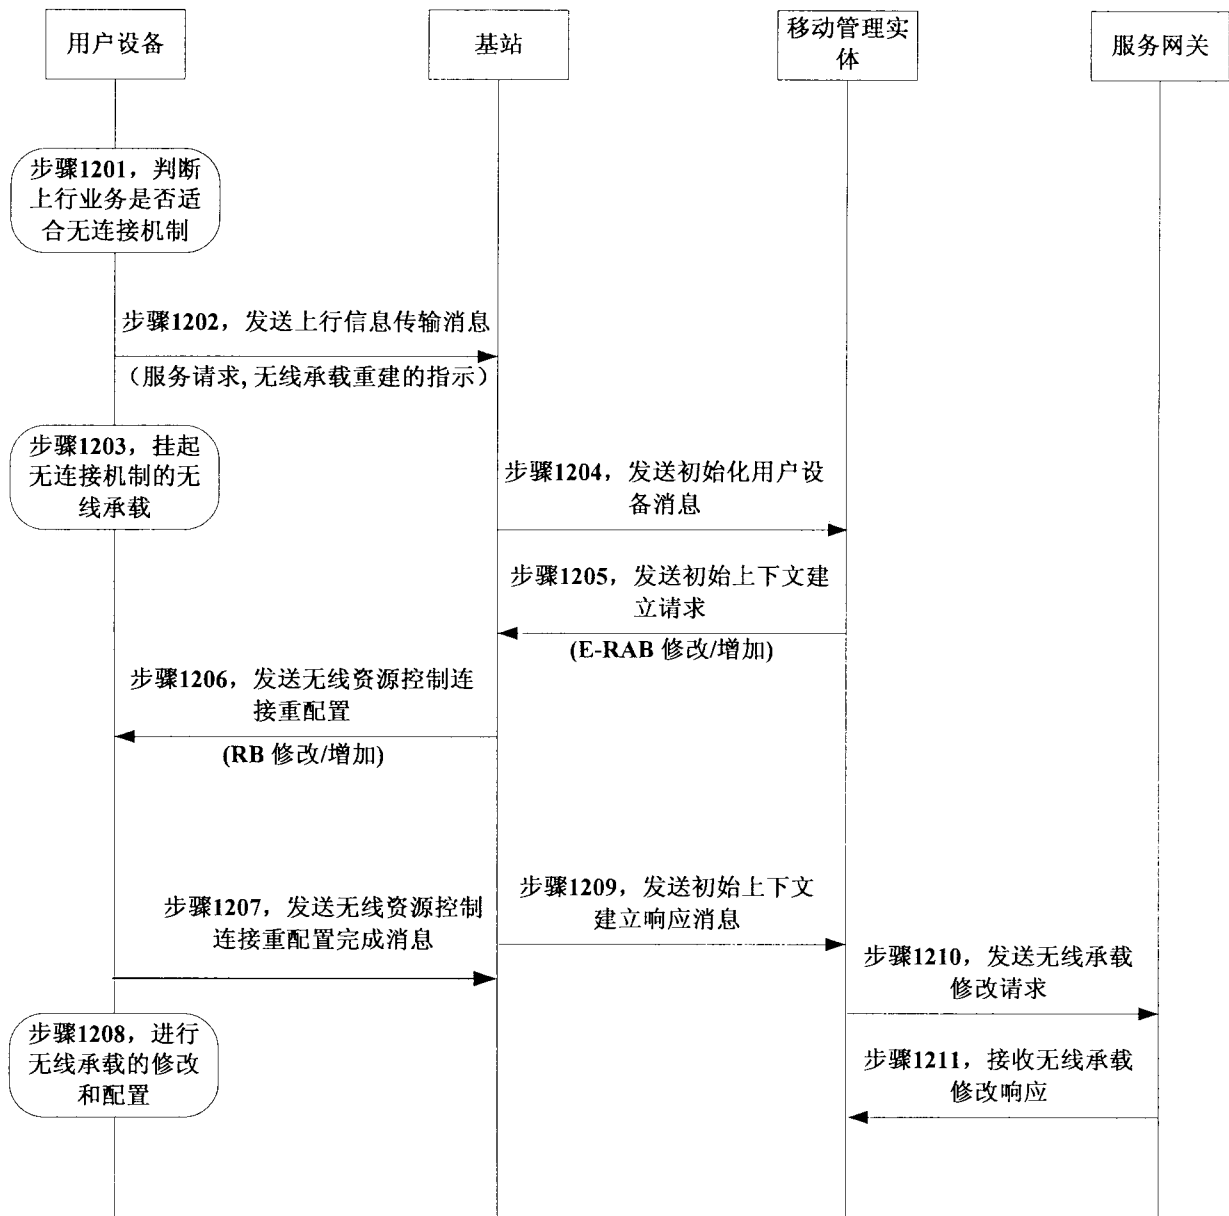 用户设备
基站
移动管理实
体
服务网关
步骤1201，判断
上行业务是否适
合无连接机制
步骤1202，发送上行信息传输消息
（服务请求, 无线承载重建的指示）
步骤1203，挂起
无连接机制的无
线承载
步骤1204，发送初始化用户设
备消息
步骤1205，发送初始上下文建
立请求
(E-RAB 修改/增加)
步骤1206，发送无线资源控制连
接重配置
(RB 修改/增加)
步骤1207，发送无线资源控制
连接重配置完成消息
步骤1209，发送初始上下文
建立响应消息
步骤1210，发送无线承载
修改请求
步骤1208，进行
无线承载的修改
和配置
步骤1211，接收无线承载
修改响应